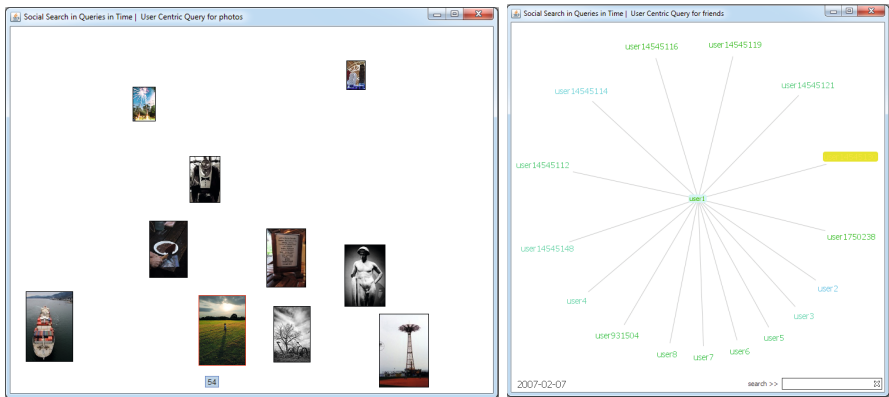 Social Search in Queries in Time | User Centric Query for photos
54
Social Search in Queries in Time | User Centric Query for friends
user14545116
user14545119
user14545114
user14545121
user14545112
user1
user1750238
user14545148
user2
user4
user3
user931504
user5
user8
user7
user6
2007-02-07
search >>